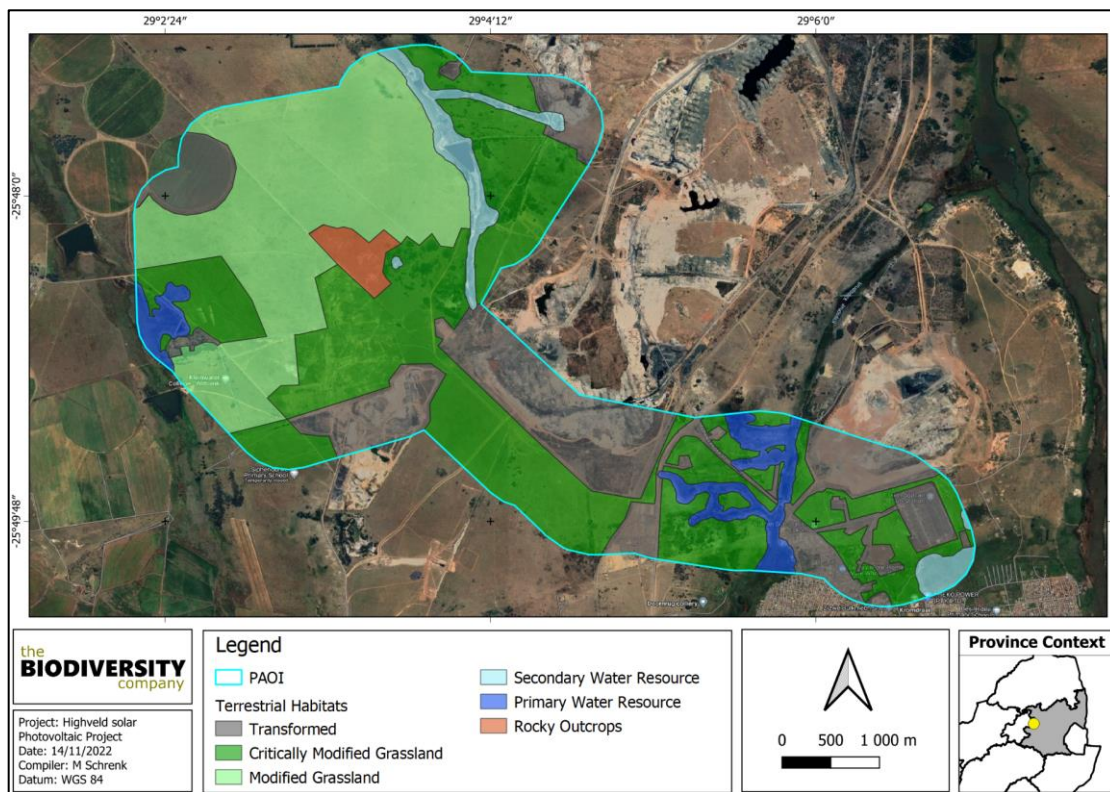 29°2′24″
29°4′12″
29°6′0″
-25°48′0″
-25°49′48″
Primary School
the
BIODIVERSITY
company
Project: Highveld solar
Photovoltaic Project
Date: 14/11/2022
Compiler: M Schrenk
Datum: WGS 84
Legend
PAOI
Terrestrial Habitats
Transformed
Critically Modified Grassland
Modified Grassland
Secondary Water Resource
Primary Water Resource
Rocky Outcrops
0 500 1 000 m
Province Context